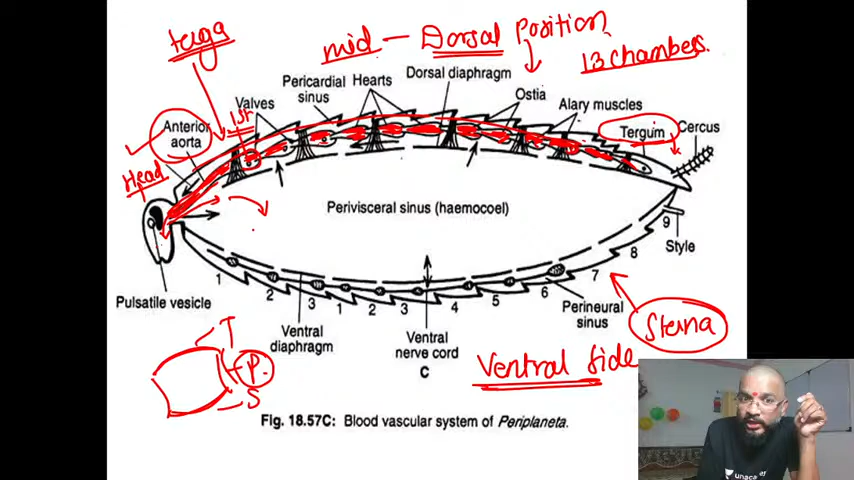 terga
mid - Dorsal Position
13 chambers
Dorsal diaphragm
Pericardial sinus
Hearts
Valves
Ostia
Alary muscles
1st
Anterior aorta
Tergum
Cercus
Head
Perivisceral sinus (haemocoel)
9
Style
8
7
1
2
3
1
2
3
4
5
6
Pulsatile vesicle
Perineural sinus
Sterna
Ventral diaphragm
Ventral nerve cord
C
T
P.
S
Ventral Side
Fig. 18.57C: Blood vascular system of Periplaneta.